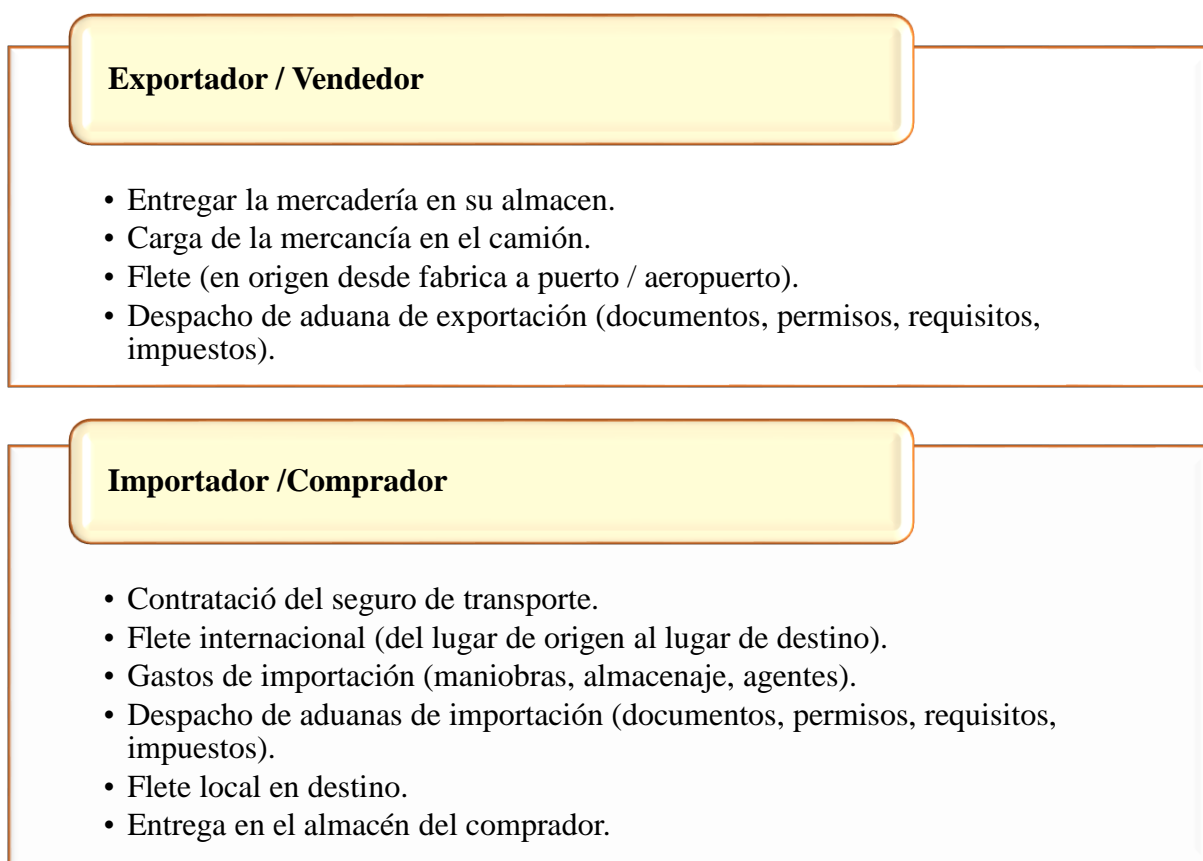 Exportador / Vendedor
• Entregar la mercadería en su almacen.
• Carga de la mercancía en el camión.
• Flete (en origen desde fabrica a puerto / aeropuerto).
• Despacho de aduana de exportación (documentos, permisos, requisitos,
impuestos).
Importador /Comprador
• Contratació del seguro de transporte.
• Flete internacional (del lugar de origen al lugar de destino).
• Gastos de importación (maniobras, almacenaje, agentes).
• Despacho de aduanas de importación (documentos, permisos, requisitos,
impuestos).
• Flete local en destino.
• Entrega en el almacén del comprador.